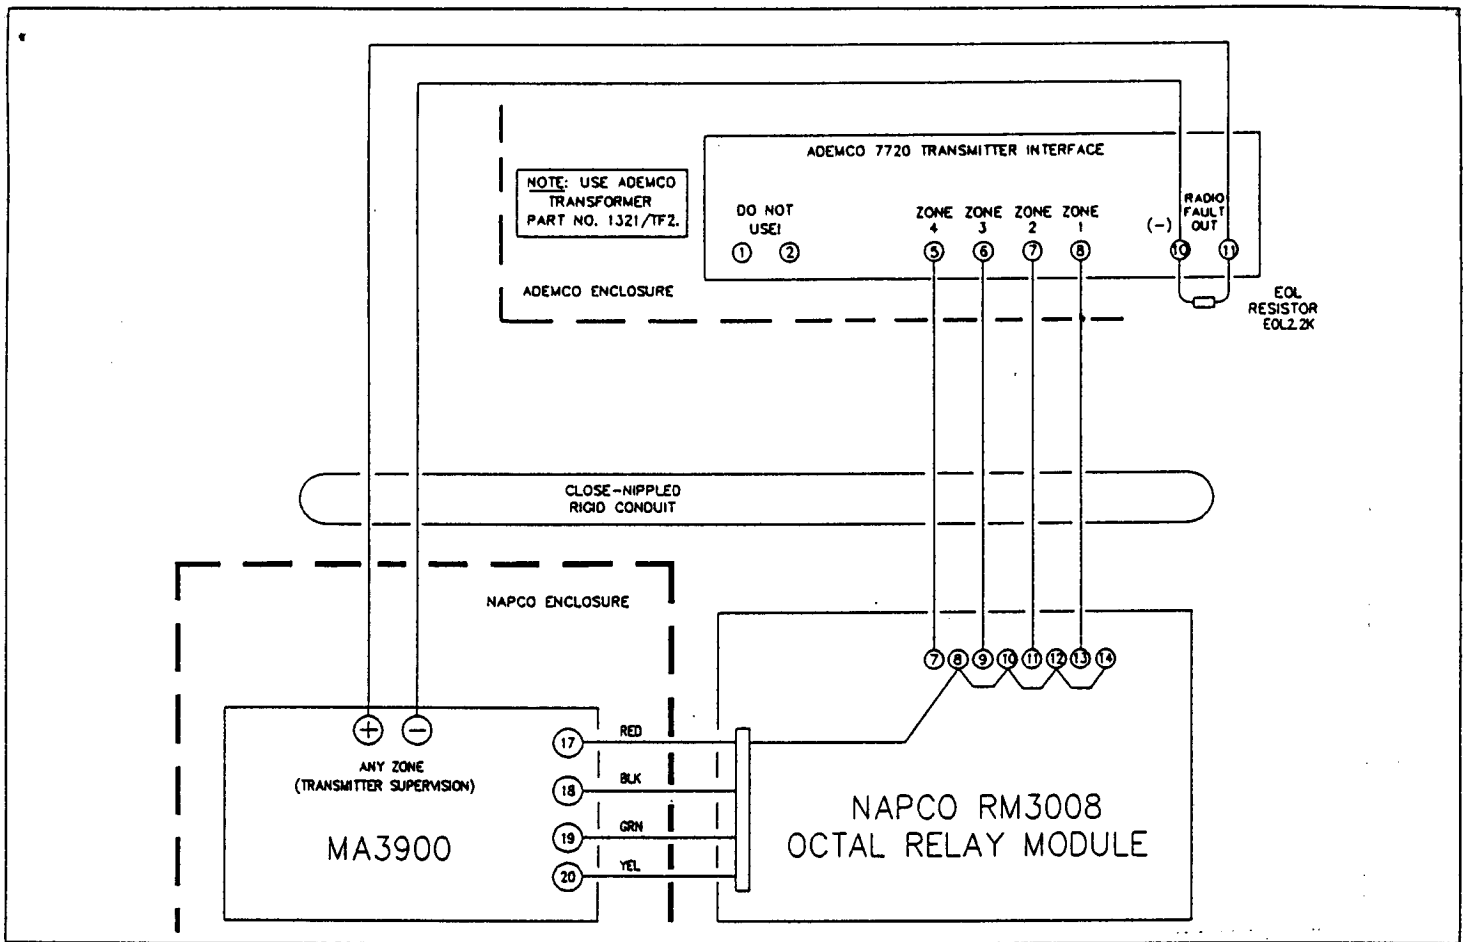 ADEMCO 7720 TRANSMITTER INTERFACE
NOTE: USE ADEMCO
TRANSFORMER
PART NO. 1321/TF2.
DO NOT
USE!
1 2
ZONE ZONE ZONE ZONE
4 3 2 1
5 6 7 8
(-)
RADIO
FAULT
OUT
10 11
ADEMCO ENCLOSURE
EOL
RESISTOR
EOL2.2K
CLOSE-NIPPLED
RIGID CONDUIT
NAPCO ENCLOSURE
7 8 9 10 11 12 13 14
+ −
ANY ZONE
(TRANSMITTER SUPERVISION)
MA3900
17 RED
18 BLK
19 GRN
20 YEL
NAPCO RM3008
OCTAL RELAY MODULE